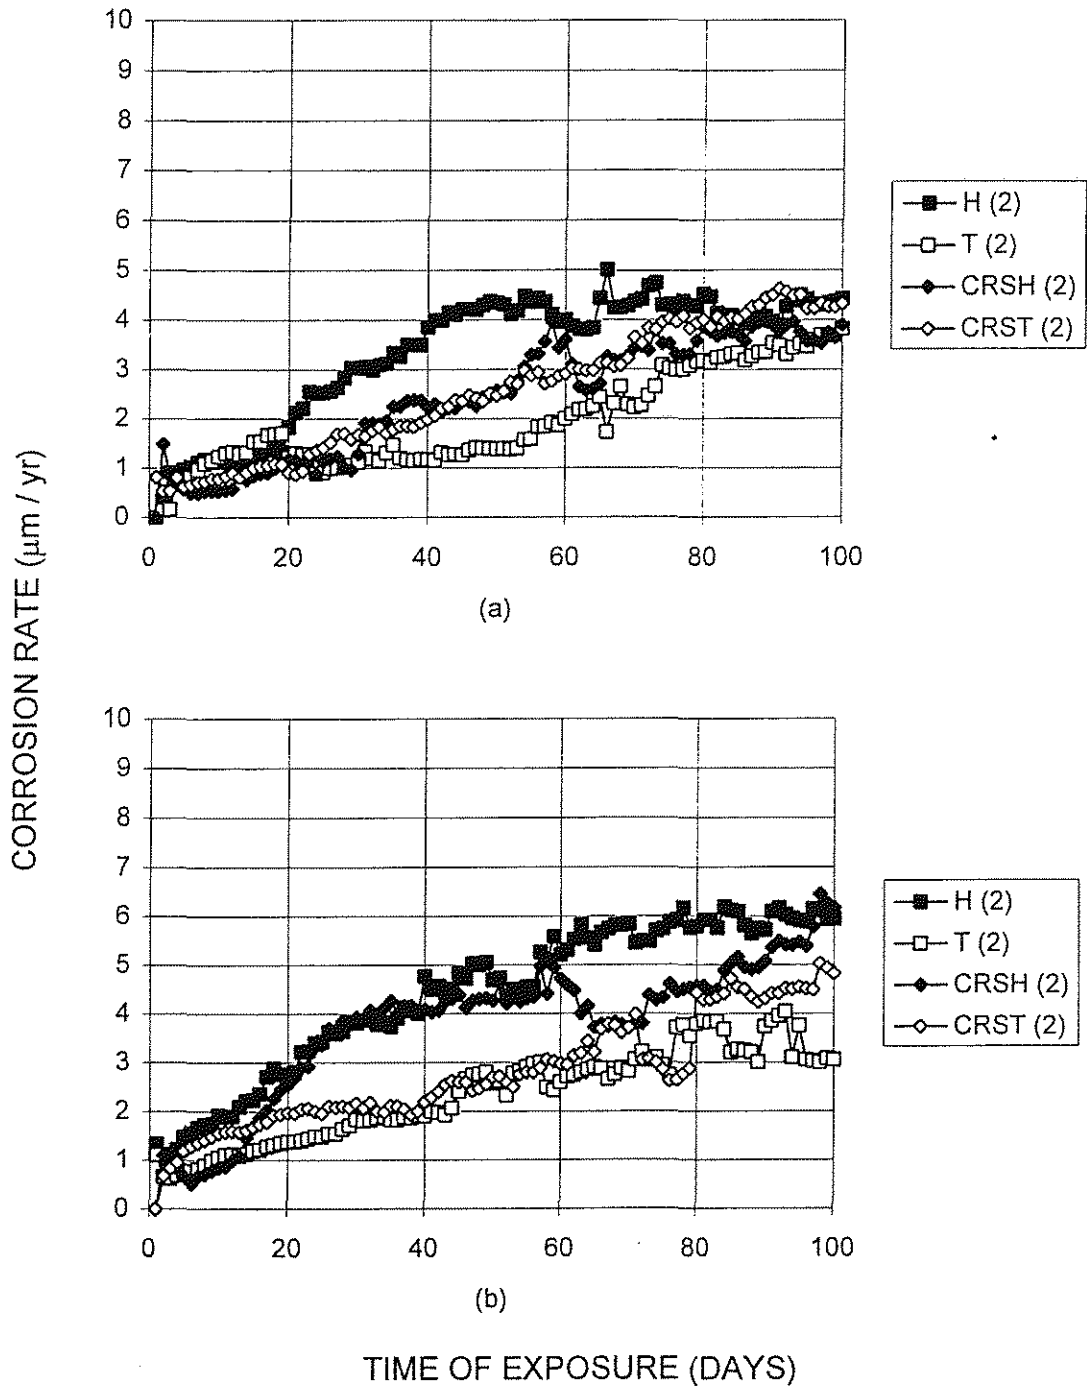 CORROSION RATE (μm / yr)
10
9
8
7
6
5
4
3
2
1
0
0 20 40 60 80 100
H (2)
T (2)
CRSH (2)
CRST (2)
(a)
10
9
8
7
6
5
4
3
2
1
0
0 20 40 60 80 100
H (2)
T (2)
CRSH (2)
CRST (2)
(b)
TIME OF EXPOSURE (DAYS)